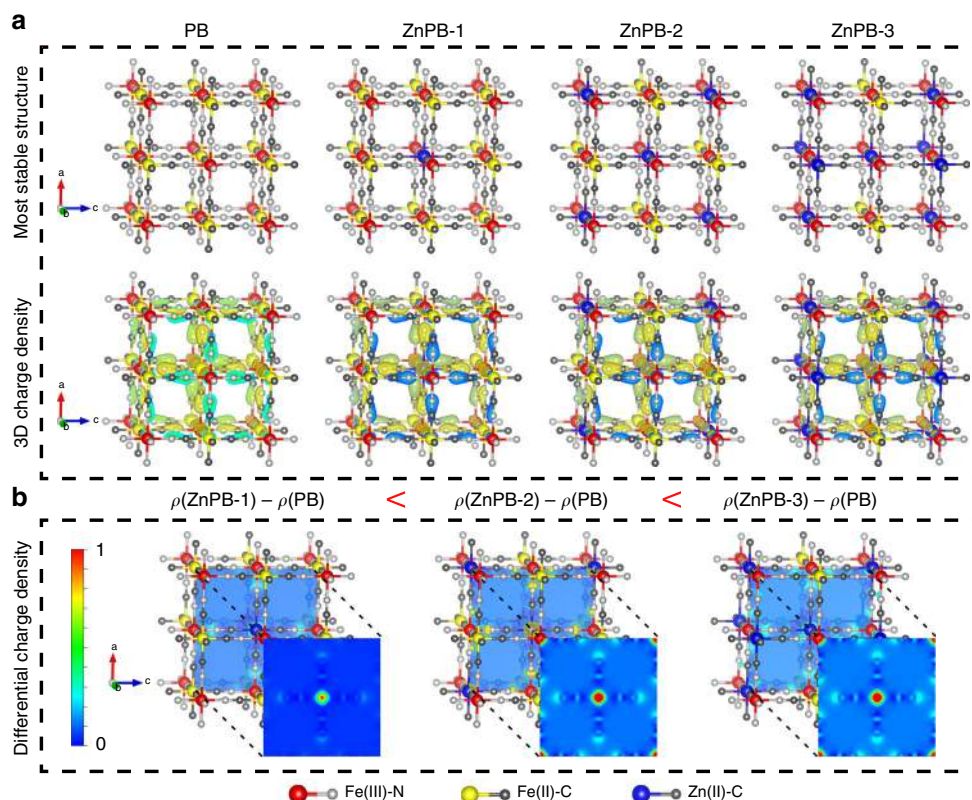 a
PB ZnPB-1 ZnPB-2 ZnPB-3
Most stable structure
a
b
c
3D charge density
a
b
c
b
ρ(ZnPB-1) – ρ(PB) < ρ(ZnPB-2) – ρ(PB) < ρ(ZnPB-3) – ρ(PB)
Differential charge density
1
0
a
b
c
Fe(III)-N Fe(II)-C Zn(II)-C